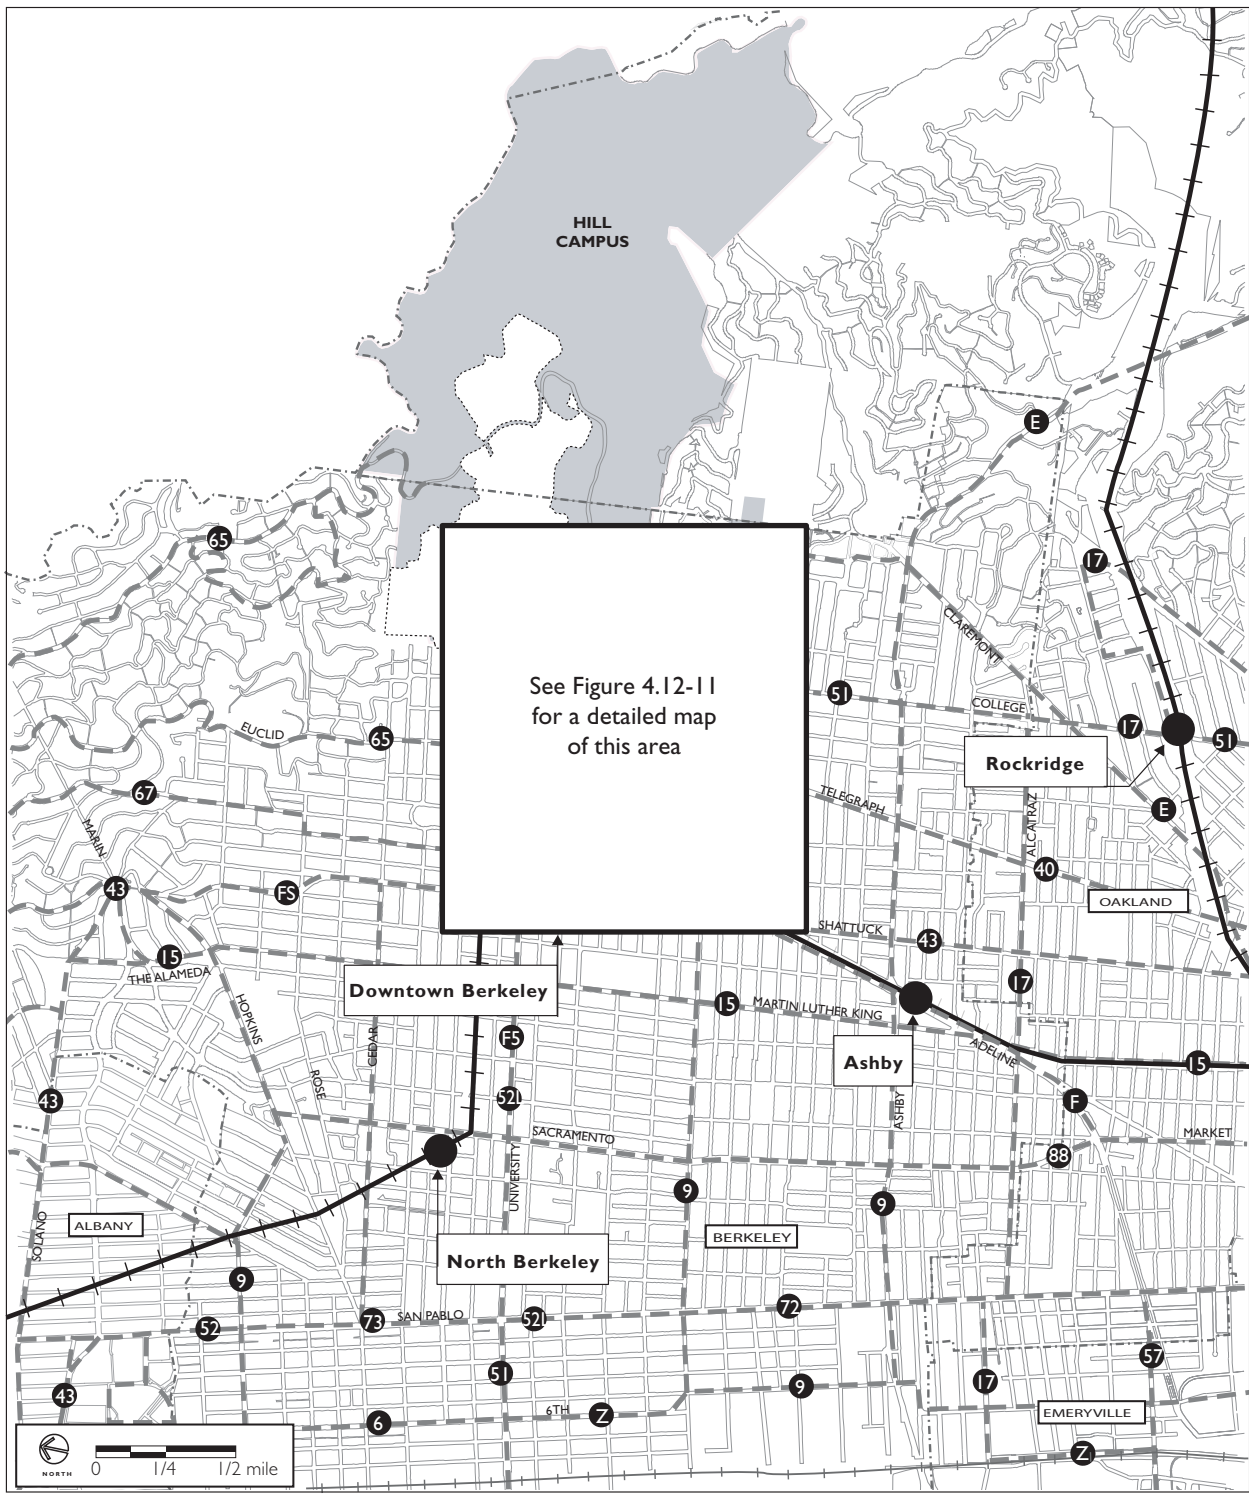 HILL
CAMPUS
E
65
17
CLAREMONT
See Figure 4.12-11
for a detailed map
of this area
51
COLLEGE
17
51
EUCLID
65
Rockridge
67
TELEGRAPH
ALCATRAZ
E
MARIN
43
FS
40
OAKLAND
SHATTUCK
43
15
THE ALAMEDA
Downtown Berkeley
17
15
MARTIN LUTHER KING
HOPKINS
CEDAR
F5
ADELINE
Ashby
15
ROSE
43
52L
ASHBY
F
SACRAMENTO
MARKET
88
UNIVERSITY
9
9
SOLANO
ALBANY
BERKELEY
North Berkeley
9
72
52
73
SAN PABLO
52L
57
51
43
9
17
6
6TH
Z
EMERYVILLE
Z
NORTH
0 1/4 1/2 mile